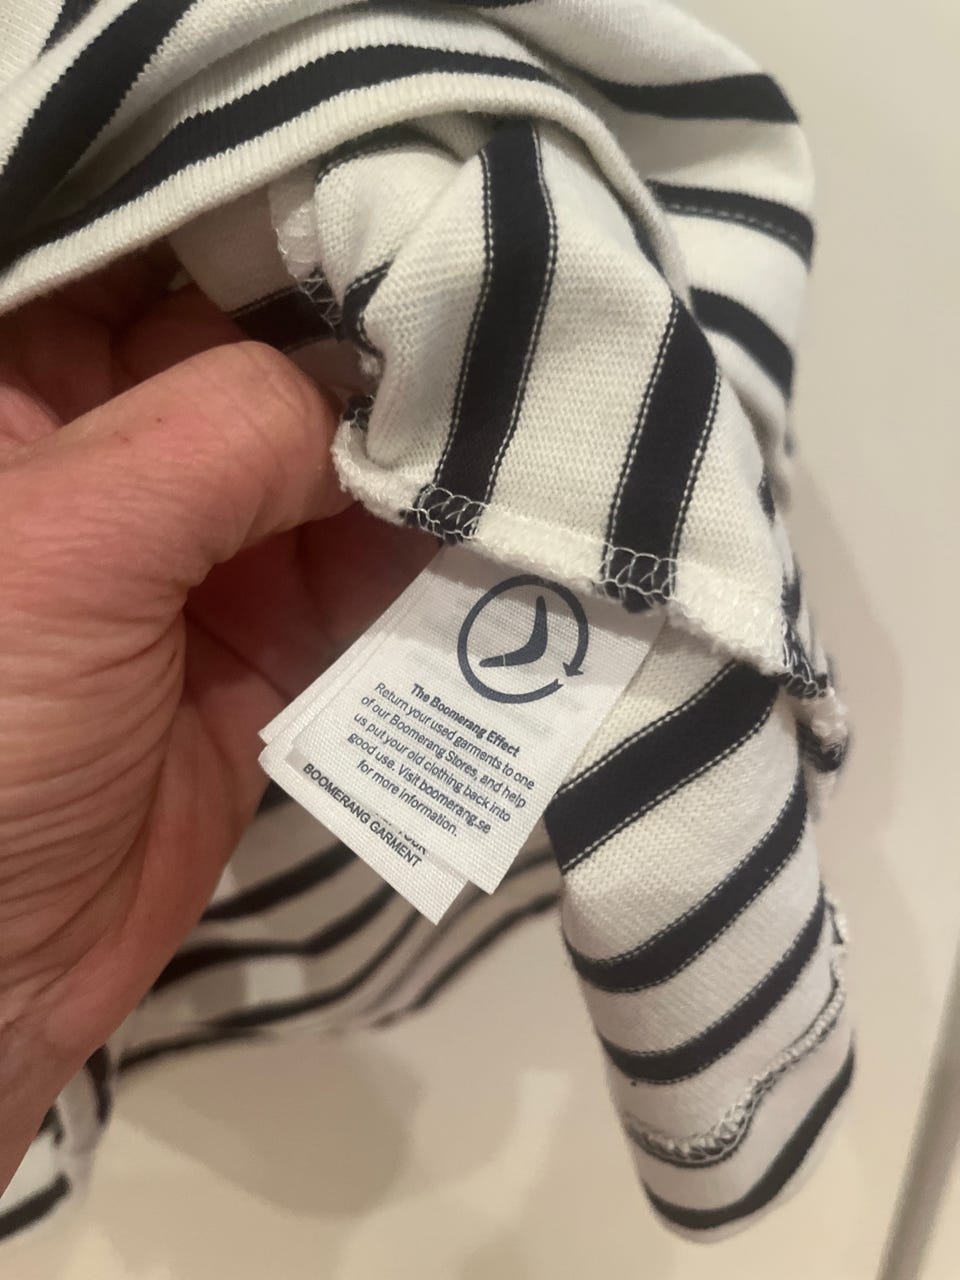 The Boomerang Effect
Return your used garments to one
of our Boomerang Stores, and help
us put your old clothing back into
good use. Visit boomerang.se
for more information.
BOOMERANG GARMENT